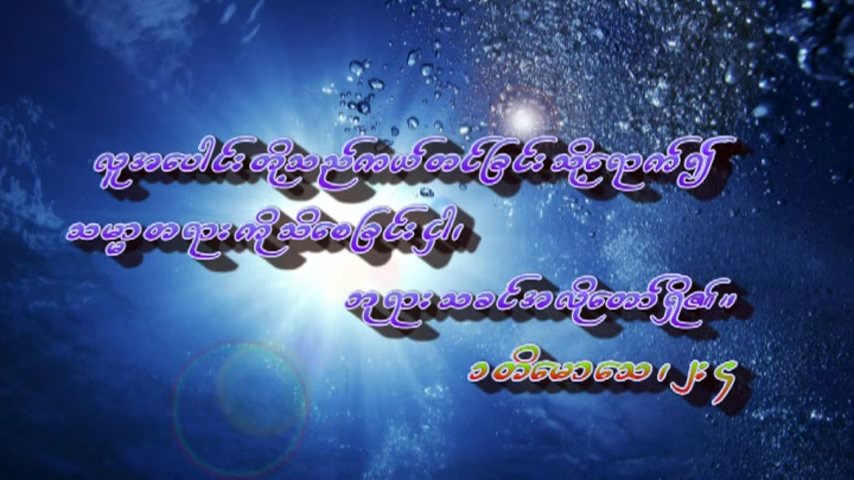 လူအပေါင်းတို့သည်ကယ်တင်ခြင်းသို့ရောက်၍
သမ္မာတရားကိုသိစေခြင်းငှါ၊
ဘုရားသခင်အလိုတော်ရှိ၏။
၁တိမောသေ၊၂း၄